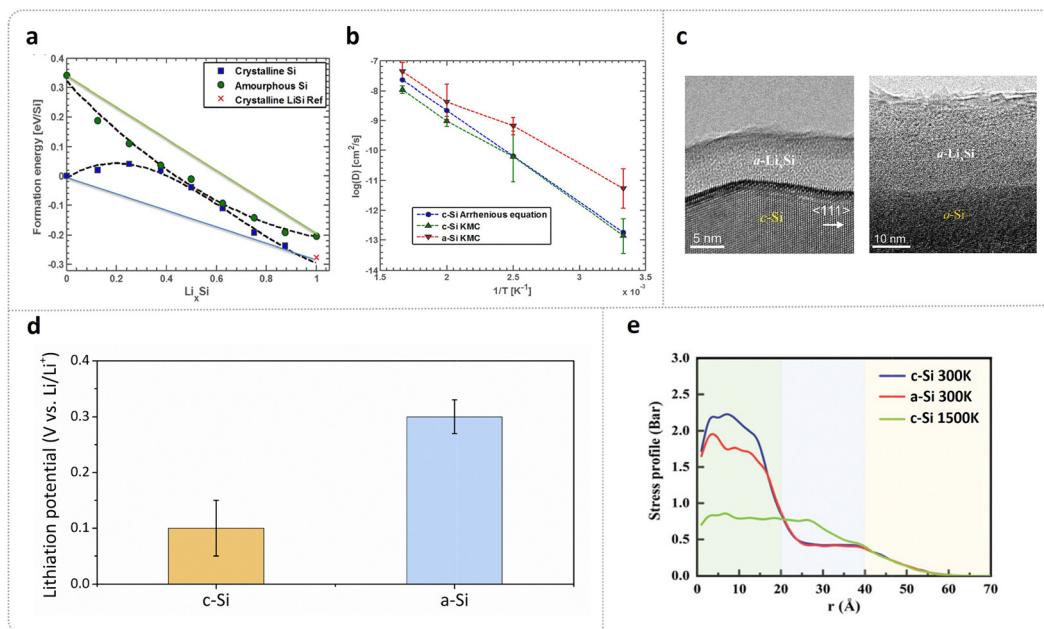 a
0.4
0.3
0.2
0.1
0
-0.1
-0.2
-0.3
Formation energy [eV/Si]
0 0.2 0.4 0.6 0.8 1
LiₓSi
Crystalline Si
Amourphous Si
Crystalline LiSi Ref
b
-7
-8
-9
-10
-11
-12
-13
-14
log(D) [cm²/s]
1.5 2 2.5 3 3.5
1/T [K⁻¹]
x 10⁻³
c-Si Arrhenious equation
c-Si KMC
a-Si KMC
c
a-LiₓSi
c-Si
<111>
5 nm
a-LiₓSi
a-Si
10 nm
d
0.4
0.3
0.2
0.1
0.0
Lithiation potential (V vs. Li/Li⁺)
c-Si a-Si
e
3.0
2.5
2.0
1.5
1.0
0.5
0.0
Stress profile (Bar)
0 10 20 30 40 50 60 70
r (Å)
c-Si 300K
a-Si 300K
c-Si 1500K